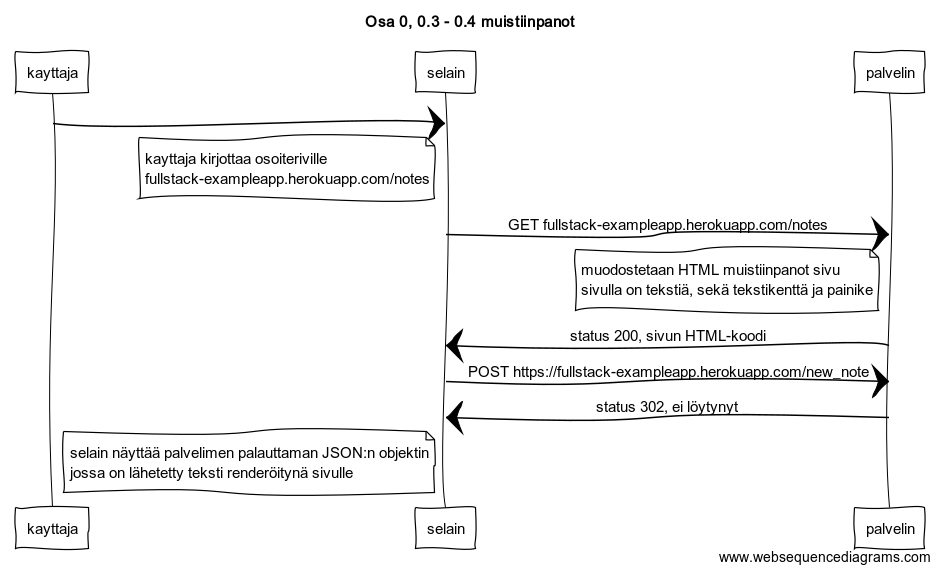 Osa 0, 0.3 - 0.4 muistiinpanot
kayttaja
selain
palvelin
kayttaja kirjottaa osoiteriville
fullstack-exampleapp.herokuapp.com/notes
GET fullstack-exampleapp.herokuapp.com/notes
muodostetaan HTML muistiinpanot sivu
sivulla on tekstiä, sekä tekstikenttä ja painike
status 200, sivun HTML-koodi
POST https://fullstack-exampleapp.herokuapp.com/new_note
status 302, ei löytynyt
selain näyttää palvelimen palauttaman JSON:n objektin
jossa on lähetetty teksti renderöitynä sivulle
kayttaja
selain
palvelin
www.websequencediagrams.com